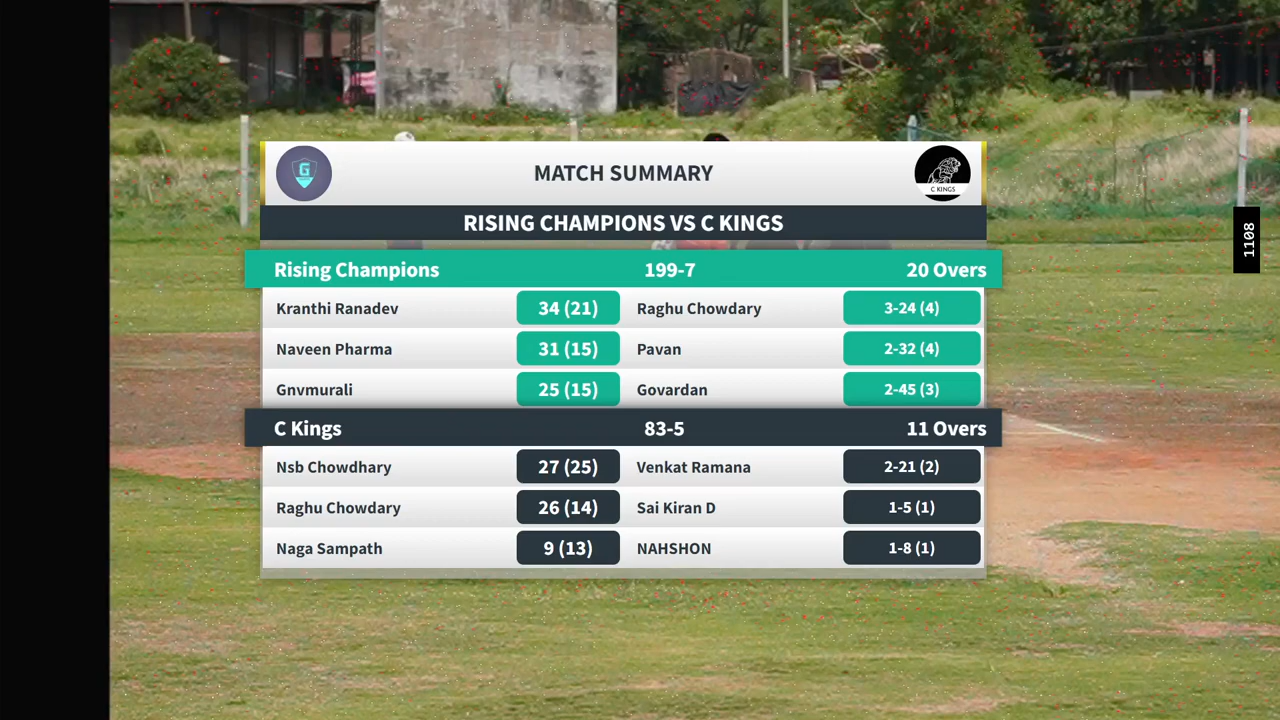 G
MATCH SUMMARY
C KINGS
RISING CHAMPIONS VS C KINGS
Rising Champions 199-7 20 Overs
Kranthi Ranadev 34 (21) Raghu Chowdary 3-24 (4)
Naveen Pharma 31 (15) Pavan 2-32 (4)
Gnvmurali 25 (15) Govardan 2-45 (3)
C Kings 83-5 11 Overs
Nsb Chowdhary 27 (25) Venkat Ramana 2-21 (2)
Raghu Chowdary 26 (14) Sai Kiran D 1-5 (1)
Naga Sampath 9 (13) NAHSHON 1-8 (1)
1108